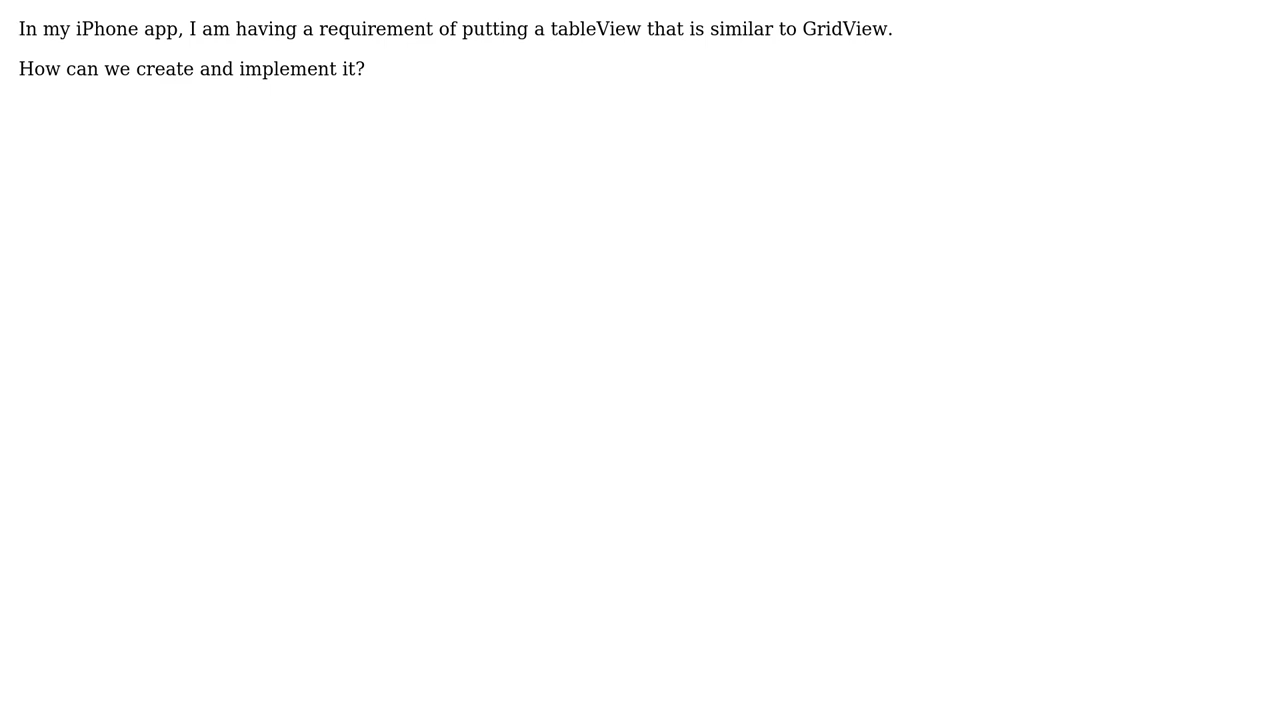 In my iPhone app, I am having a requirement of putting a tableView that is similar to GridView.
How can we create and implement it?